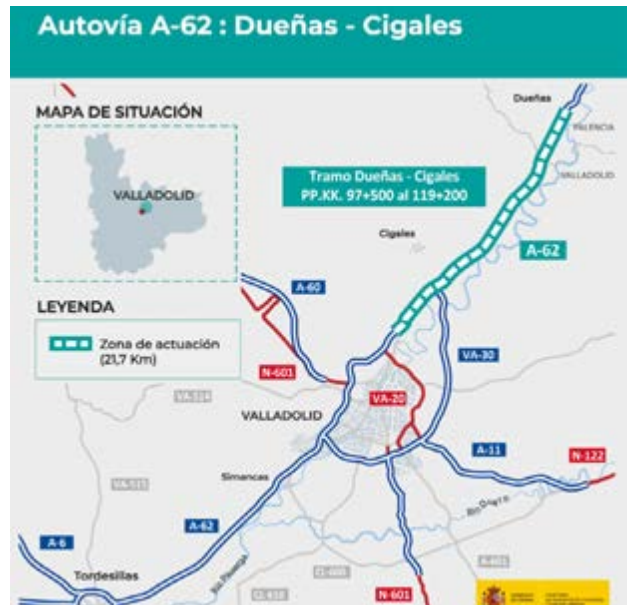 Autovía A-62 : Dueñas - Cigales
MAPA DE SITUACIÓN
VALLADOLID
LEYENDA
Zona de actuación
(21,7 Km)
Dueñas
PALENCIA
VALLADOLID
Tramo Dueñas - Cigales
PP.KK. 97+500 al 119+200
Cigales
A-62
A-60
VA-30
N-601
VA-20
VALLADOLID
A-11
N-122
Simancas
VA-515
A-62
Río Duero
A-6
Tordesillas
Río Pisuerga
N-601